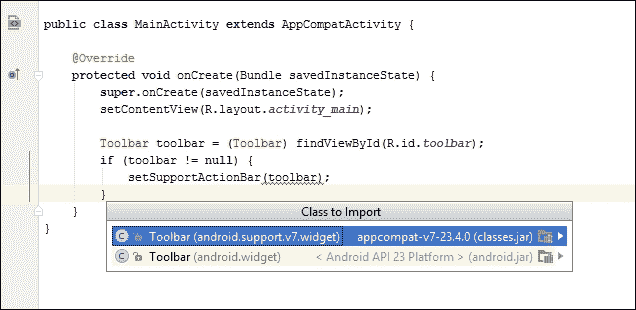 public class MainActivity extends AppCompatActivity {
@Override
protected void onCreate(Bundle savedInstanceState) {
super.onCreate(savedInstanceState);
setContentView(R.layout.activity_main);
Toolbar toolbar = (Toolbar) findViewById(R.id.toolbar);
if (toolbar != null) {
setSupportActionBar(toolbar);
}
}
}
Class to Import
C Toolbar (android.support.v7.widget) appcompat-v7-23.4.0 (classes.jar)
C Toolbar (android.widget) < Android API 23 Platform > (android.jar)